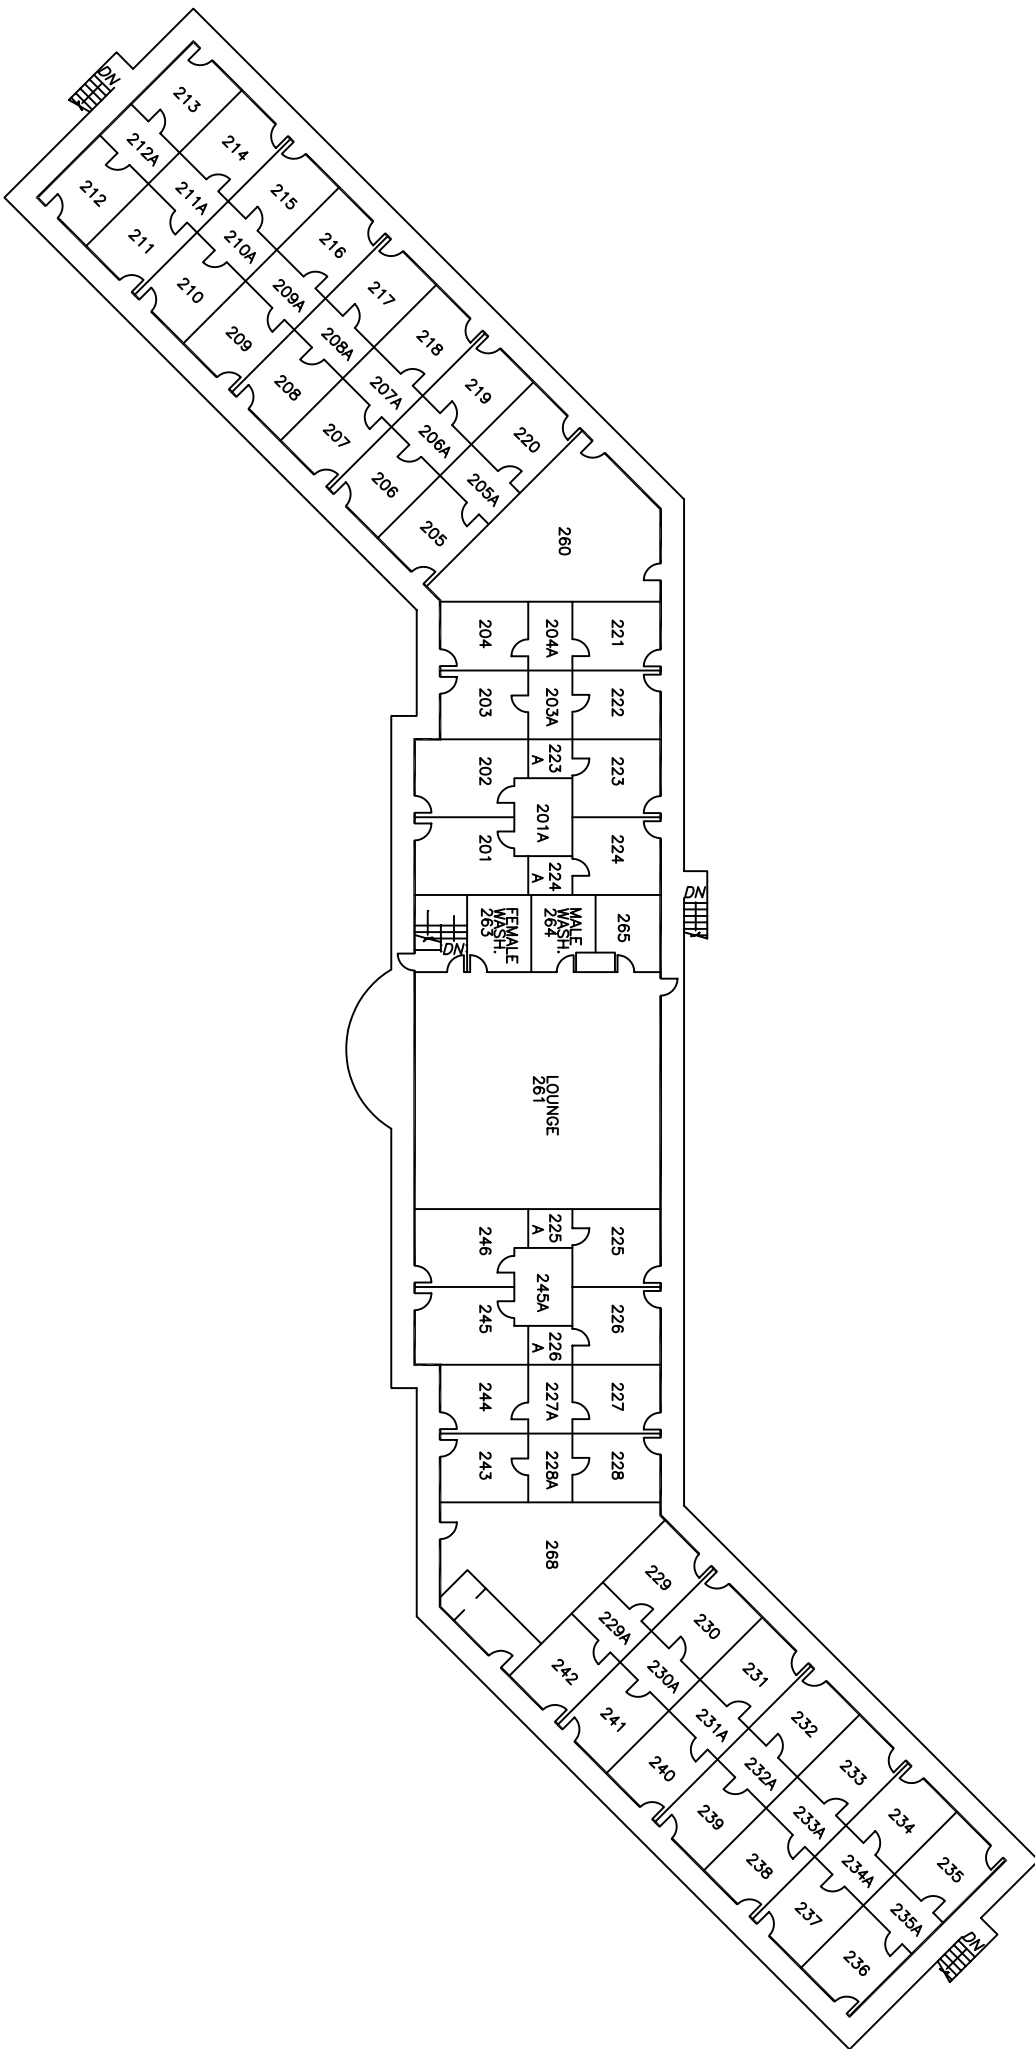 DN
213
212A
212
214
211A
211
215
210A
210
216
209A
209
217
208A
208
218
207A
207
219
206A
206
220
205A
205
260
204
204A
221
203
203A
222
202
223
A
223
201A
201
224
A
224
DN
DN
FEMALE
WASH.
263
MALE
WASH.
264
265
LOUNGE
261
246
225
A
225
245A
245
226
A
226
244
227A
227
243
228A
228
268
229
229A
242
230
230A
241
231
231A
240
232
232A
239
233
233A
238
234
234A
237
235
235A
236
DN